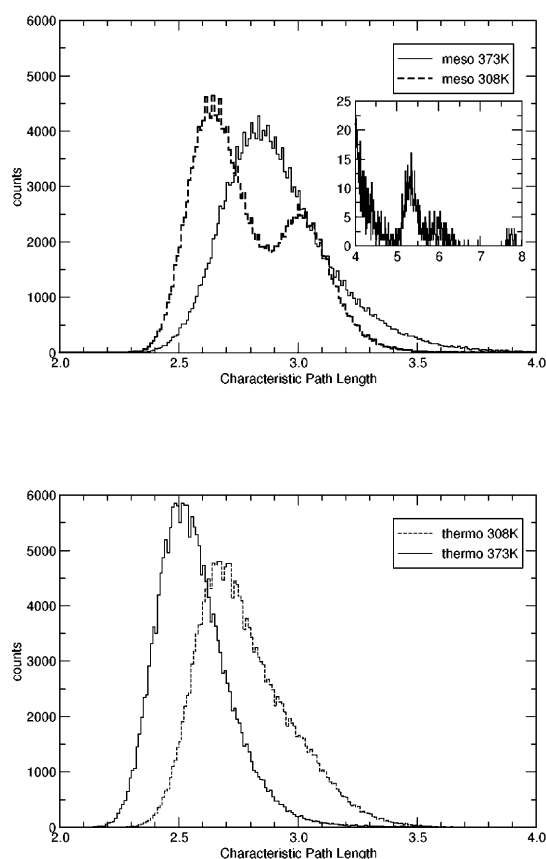 6000
meso 373K
meso 308K
5000
25
20
15
10
5
0
4 5 6 7 8
4000
counts
3000
2000
1000
0
2.0 2.5 3.0 3.5 4.0
Characteristic Path Length
6000
thermo 308K
thermo 373K
5000
4000
counts
3000
2000
1000
0
2.0 2.5 3.0 3.5 4.0
Characteristic Path Length